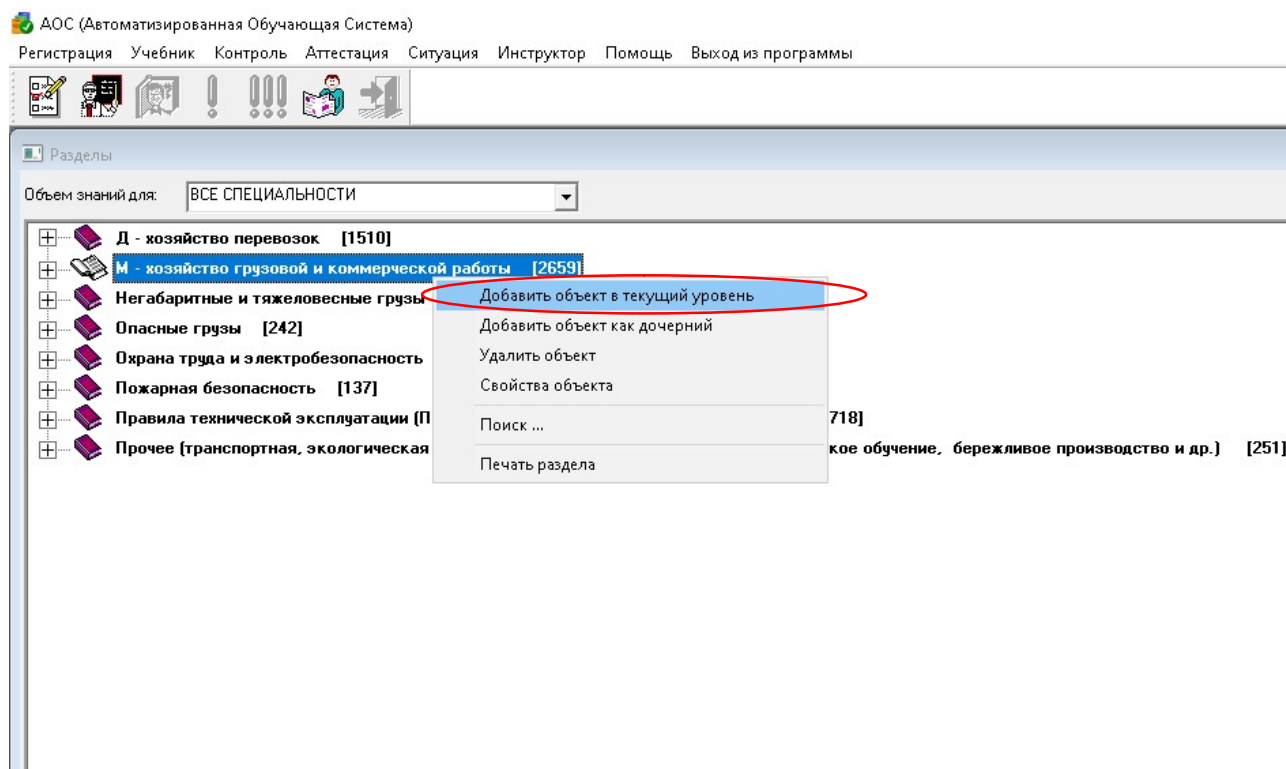 АОС (Автоматизированная Обучающая Система)
Регистрация Учебник Контроль Аттестация Ситуация Инструктор Помощь Выход из программы
Разделы
Объем знаний для: ВСЕ СПЕЦИАЛЬНОСТИ
Д - хозяйство перевозок [1510]
М - хозяйство грузовой и коммерческой работы [2659]
Негабаритные и тяжеловесные грузы
Опасные грузы [242]
Охрана труда и электробезопасность
Пожарная безопасность [137]
Правила технической эксплуатации (П 718]
Прочее (транспортная, экологическая кое обучение, бережливое производство и др.) [251]
Добавить объект в текущий уровень
Добавить объект как дочерний
Удалить объект
Свойства объекта
Поиск ...
Печать раздела